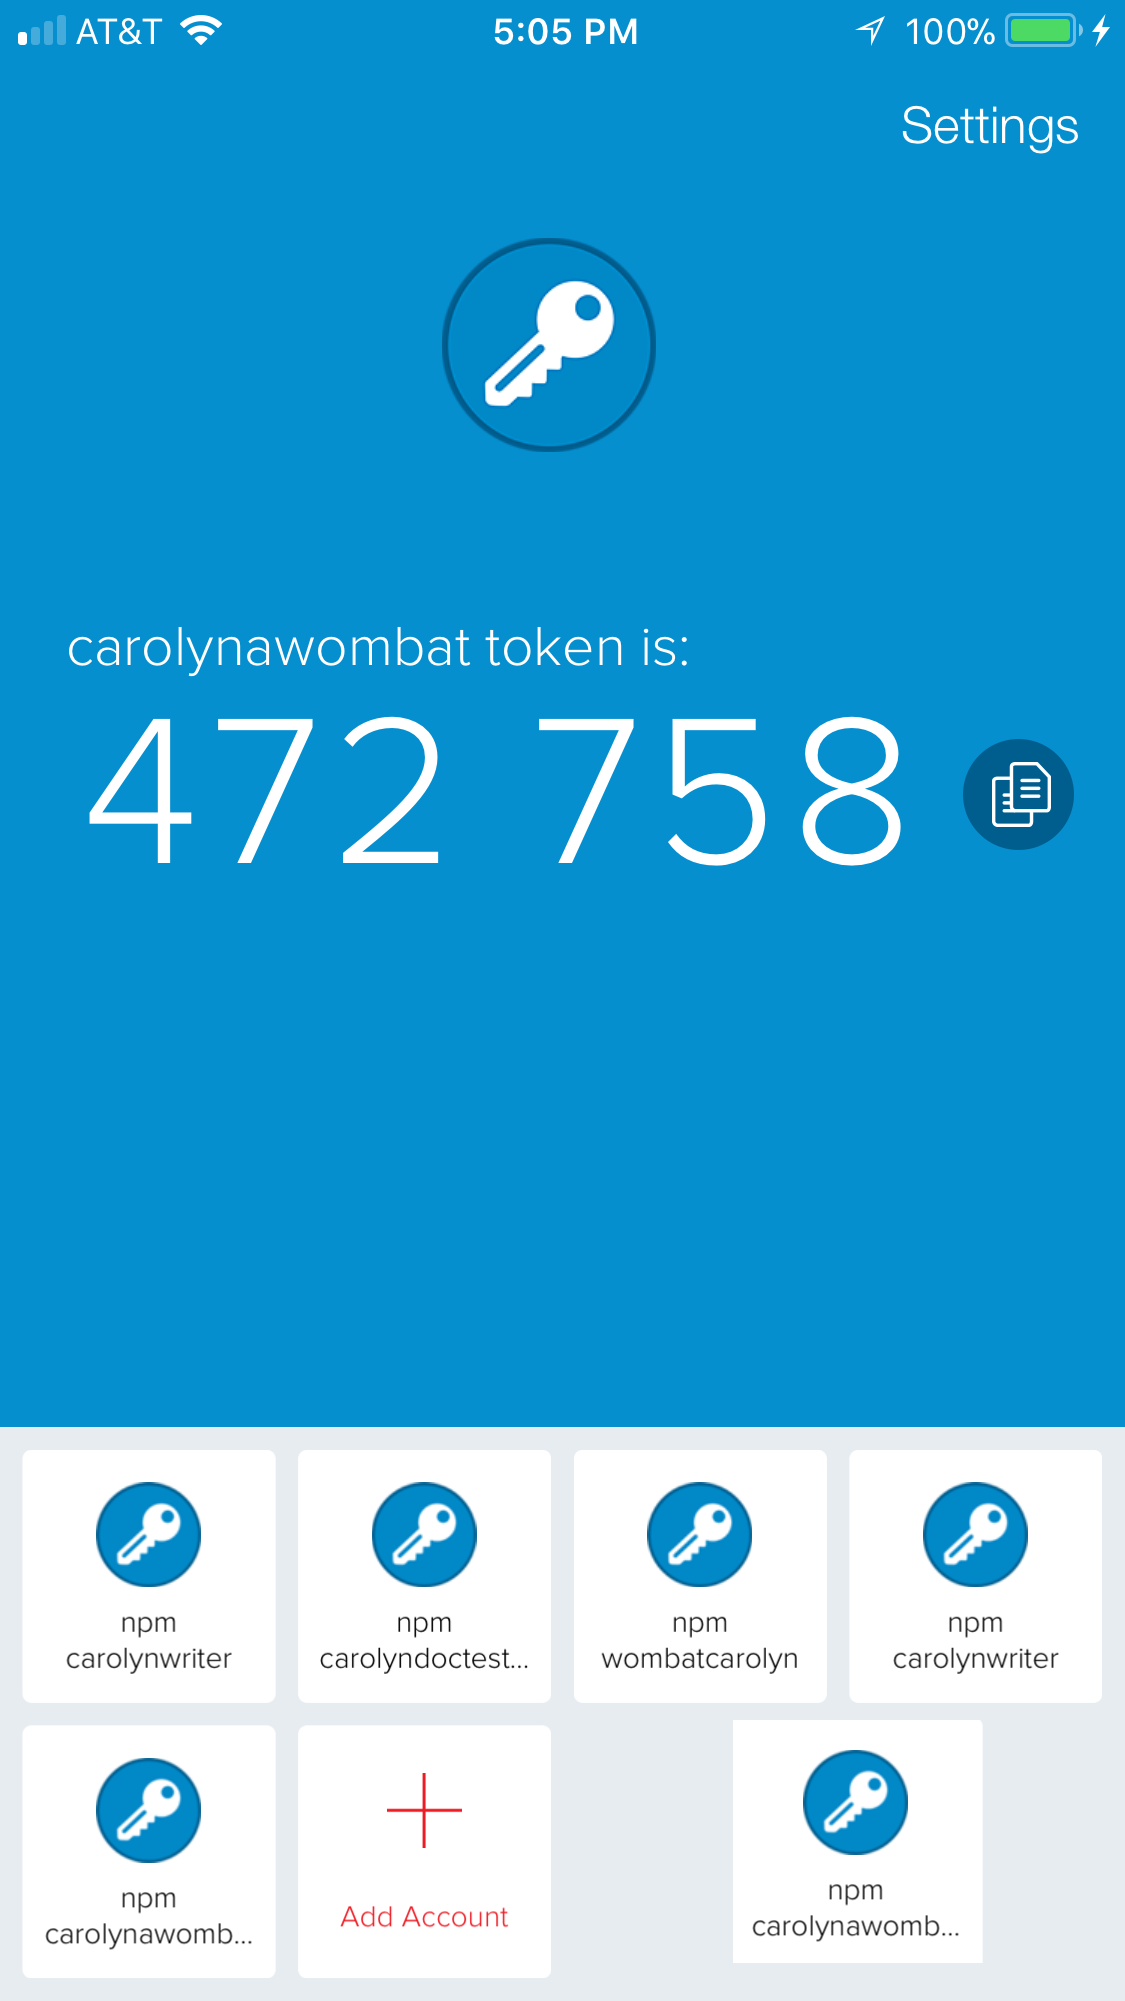 AT&T 5:05 PM 100%
Settings
carolynawombat token is:
472 758
npm
carolynwriter
npm
carolyndoctest...
npm
wombatcarolyn
npm
carolynwriter
npm
carolynawomb...
Add Account
npm
carolynawomb...